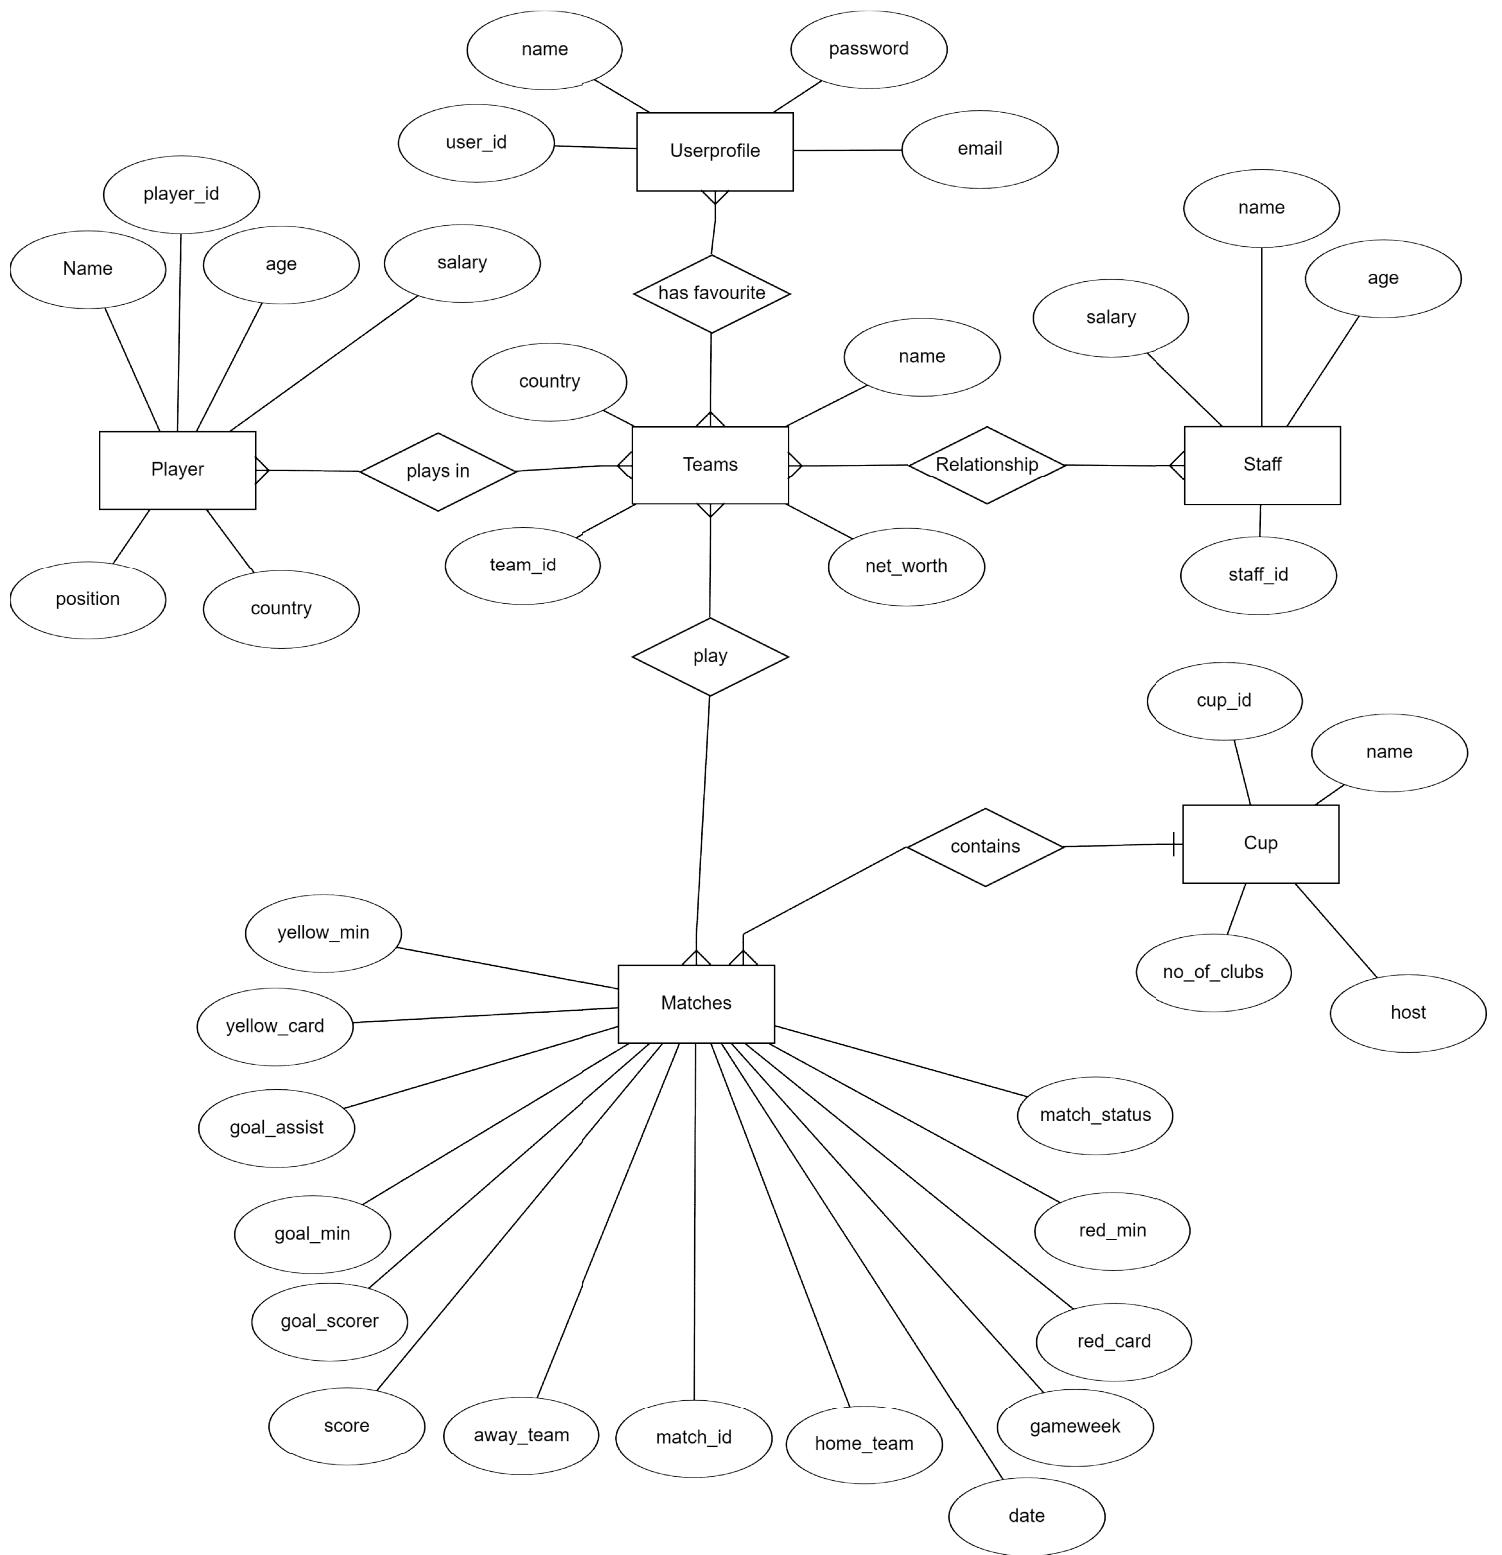 name
password
user_id
Userprofile
email
player_id
name
Name
age
salary
age
has favourite
salary
country
name
Player
plays in
Teams
Relationship
Staff
team_id
net_worth
staff_id
position
country
play
cup_id
name
contains
Cup
yellow_min
no_of_clubs
Matches
host
yellow_card
goal_assist
match_status
goal_min
red_min
goal_scorer
red_card
score
away_team
match_id
home_team
gameweek
date